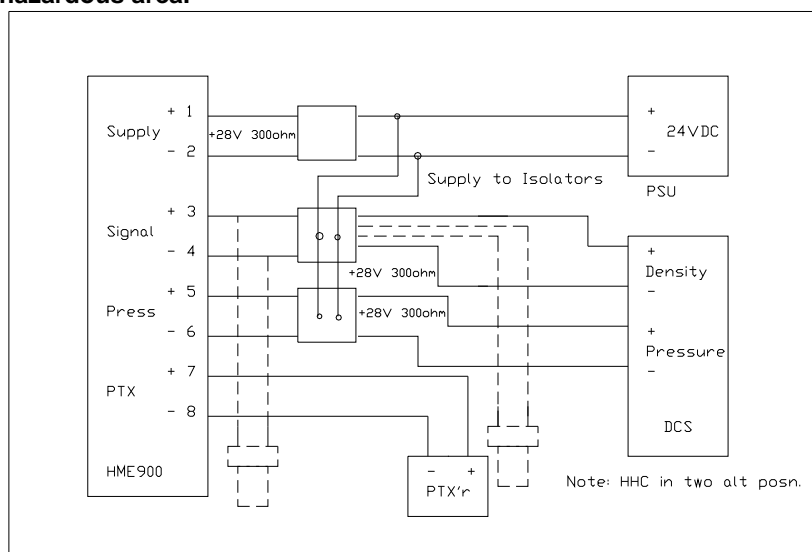 hazardous area.
+ 1
Supply
- 2
+28V 300ohm
+
24VDC
-
PSU
Supply to Isolators
+ 3
Signal
- 4
+28V 300ohm
+
Density
-
+ 5
Press
- 6
+28V 300ohm
+
Pressure
-
+ 7
PTX
- 8
DCS
HME900
- +
PTX'r
Note: HHC in two alt posn.